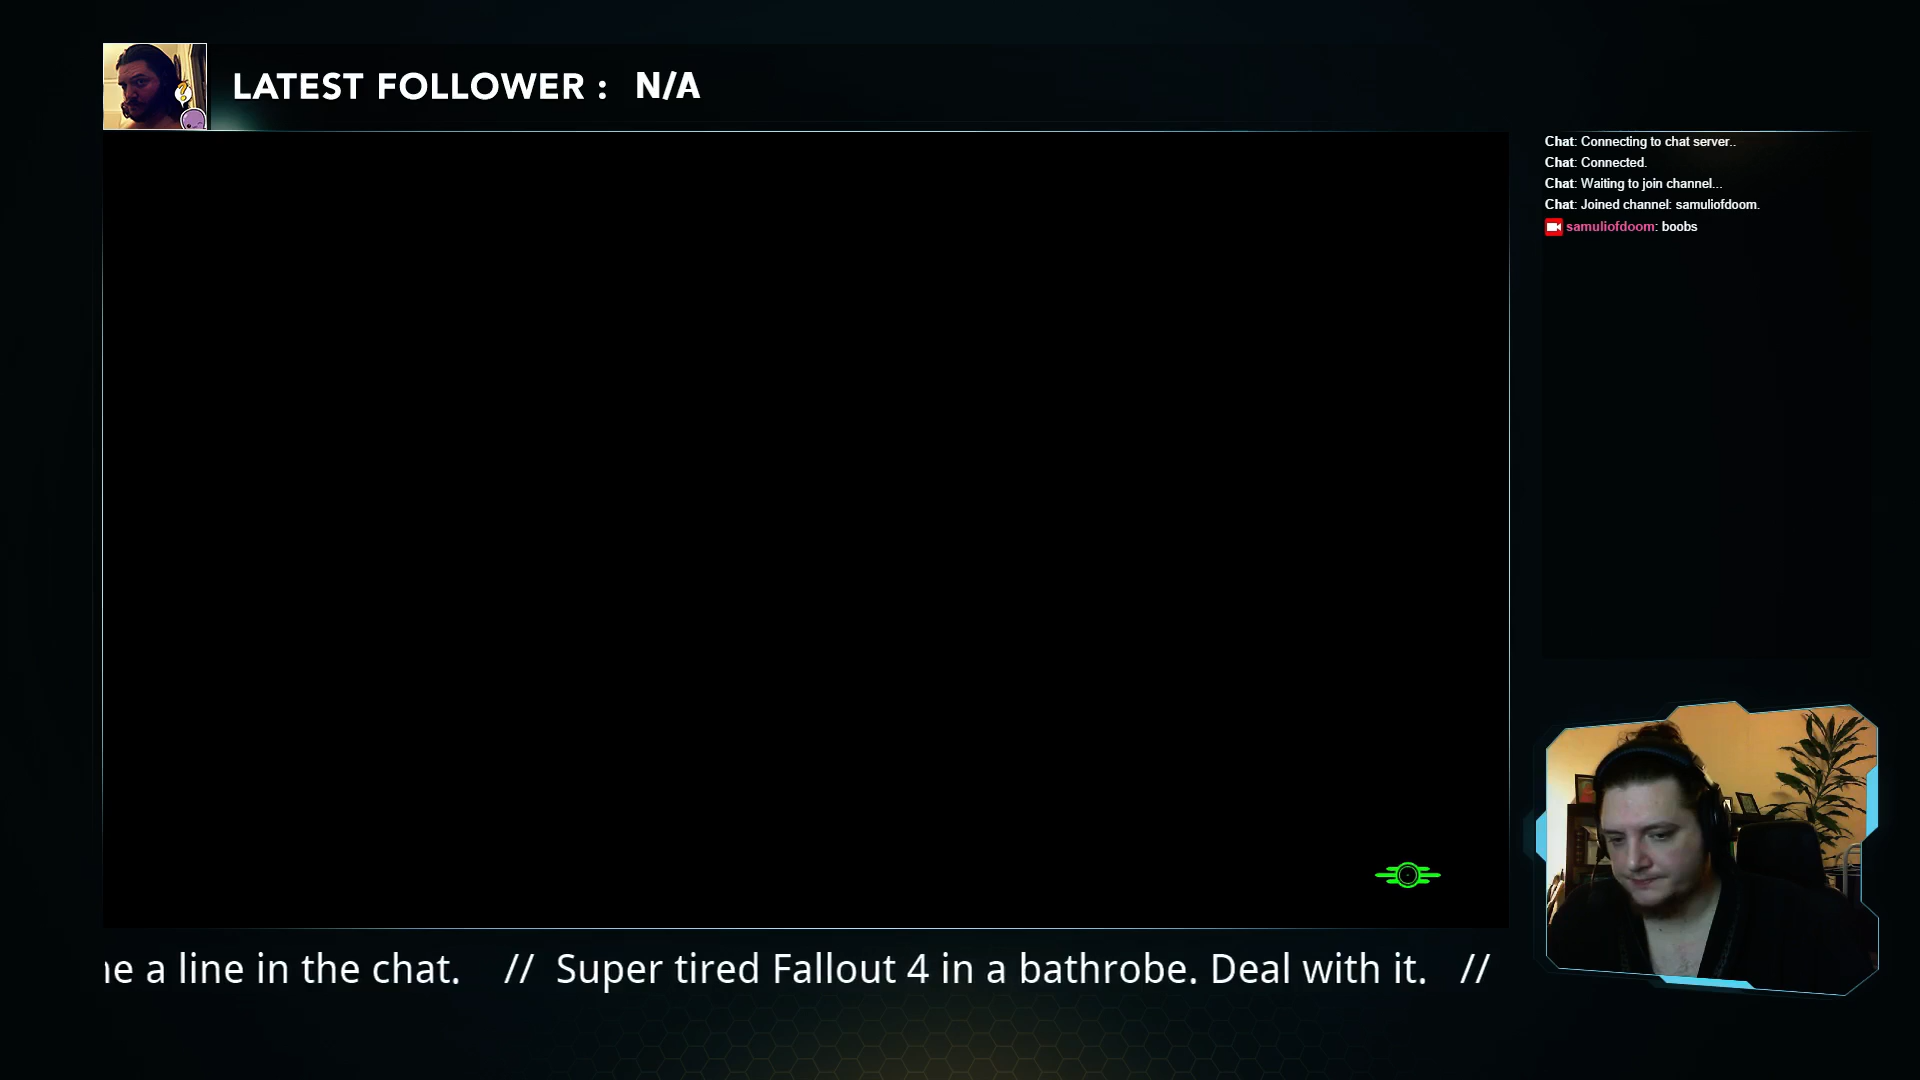 LATEST FOLLOWER : N/A
Chat: Connecting to chat server..
Chat: Connected.
Chat: Waiting to join channel...
Chat: Joined channel: samuliofdoom.
samuliofdoom: boobs
a line in the chat. // Super tired Fallout 4 in a bathrobe. Deal with it. //